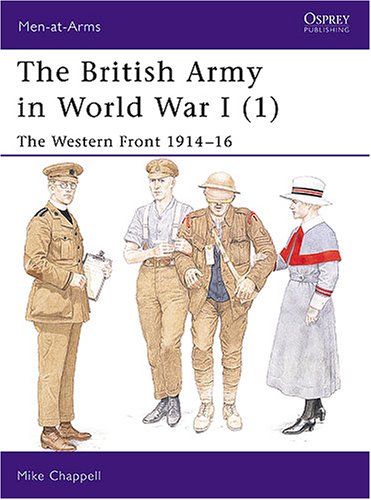 Men-at-Arms
OSPREY
PUBLISHING
The British Army
in World War I (1)
The Western Front 1914–16
Mike Chappell